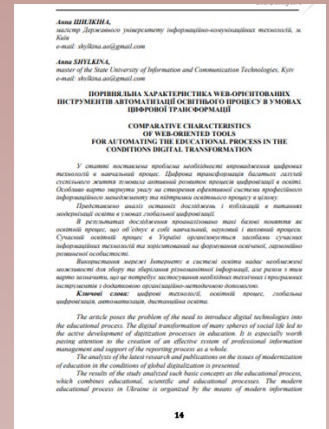 Анна ШИЛКІНА,
магістр Державного університету інформаційно-комунікаційних технологій, м.
Київ
e-mail: shylkina.ao@gmail.com
Anna SHYLKINA,
master of the State University of Information and Communication Technologies, Kyiv
e-mail: shylkina.ao@gmail.com
ПОРІВНЯЛЬНА ХАРАКТЕРИСТИКА WEB-ОРІЄНТОВАНИХ
ІНСТРУМЕНТІВ АВТОМАТИЗАЦІЇ ОСВІТНЬОГО ПРОЦЕСУ В УМОВАХ
ЦИФРОВОЇ ТРАНСФОРМАЦІЇ
COMPARATIVE CHARACTERISTICS
OF WEB-ORIENTED TOOLS
FOR AUTOMATING THE EDUCATIONAL PROCESS IN THE
CONDITIONS DIGITAL TRANSFORMATION
У статті поставлена проблема необхідності впровадження цифрових
технологій в навчальний процес. Цифрова трансформація багатьох галузей
суспільного життя зумовила активний розвиток процесів цифровізації в освіті.
Особливо варто звернути увагу на створення ефективної системи професійного
інформаційного менеджменту та підтримки освітнього процесу в цілому.
Представлено аналіз останніх досліджень і публікацій в питаннях
модернізації освіти в умовах глобальної цифровізації.
В результатах дослідження проаналізовано такі базові поняття як
освітній процес, що об'єднує в собі навчальний, науковий і виховний процеси.
Сучасний освітній процес в Україні організовується засобами сучасних
інформаційних технологій та зорієнтований на формування освіченої, гармонійно
розвиненої особистості.
Використання мережі Інтернету в системі освіти надає необмежені
можливості для збору та зберігання різноманітної інформації, але разом з тим
варто зазначити, що це потребує застосування необхідних технічних і програмних
інструментів з додатковою організаційно-методичною допомогою.
Ключові слова: цифрові технології, освітній процес, глобальна
цифровізація, автоматизація, дистанційна освіта.
The article poses the problem of the need to introduce digital technologies into
the educational process. The digital transformation of many spheres of social life led to
the active development of digitization processes in education. It is especially worth
paying attention to the creation of an effective system of professional information
management and support of the reporting process as a whole.
The analysis of the latest research and publications on the issues of modernization
of education in the conditions of global digitalization is presented.
The results of the study analyzed such basic concepts as the educational process,
which combines educational, scientific and educational processes. The modern
educational process in Ukraine is organized by the means of modern information
14